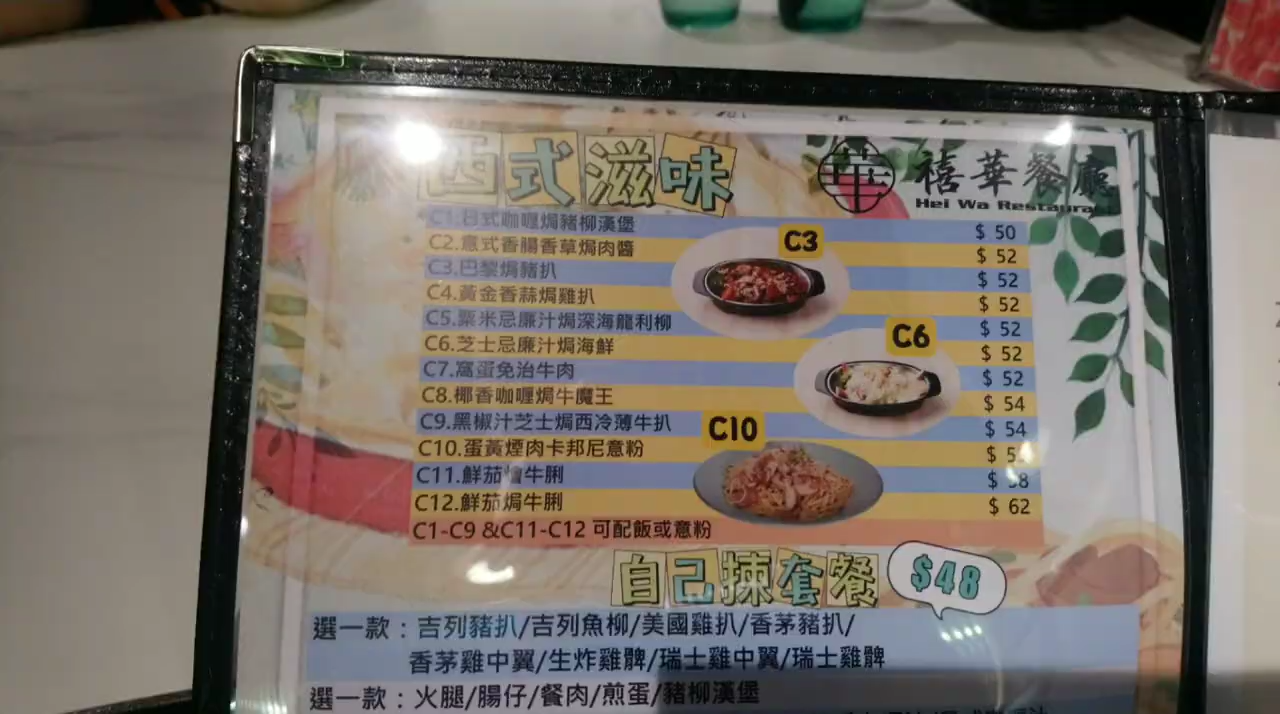 西式滋味
禧華餐廳
Hei Wa Restaurant
C1.日式咖喱焗豬柳漢堡 $ 50
C2.意式香腸香草焗肉醬 $ 52
C3.巴黎焗豬扒 $ 52
C4.黃金香蒜焗雞扒 $ 52
C5.粟米忌廉汁焗深海龍利柳 $ 52
C6.芝士忌廉汁焗海鮮 $ 52
C7.窩蛋免治牛肉 $ 52
C8.椰香咖喱焗牛魔王 $ 54
C9.黑椒汁芝士焗西冷薄牛扒 $ 54
C10.蛋黃煙肉卡邦尼意粉 $
C11.鮮茄燴牛脷 $ 58
C12.鮮茄焗牛脷 $ 62
C1-C9 &C11-C12 可配飯或意粉
C3
C6
C10
自己揀套餐 $48
選一款：吉列豬扒/吉列魚柳/美國雞扒/香茅豬扒/
香茅雞中翼/生炸雞髀/瑞士雞中翼/瑞士雞髀
選一款：火腿/腸仔/餐肉/煎蛋/豬柳漢堡